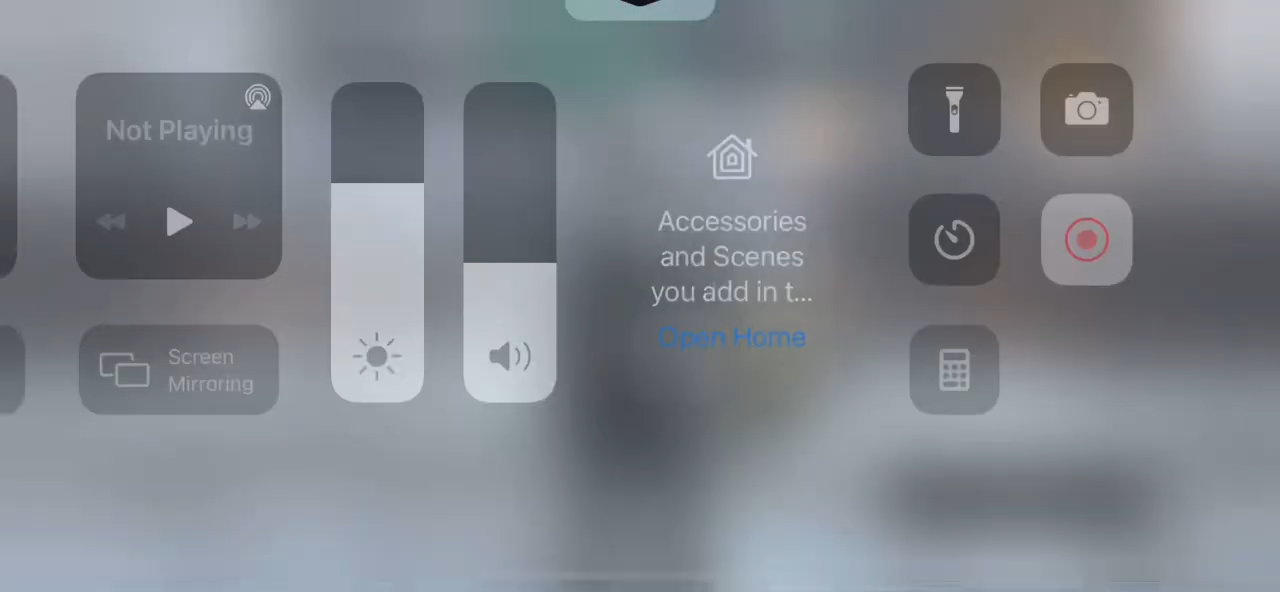 Not Playing
Screen
Mirroring
Accessories
and Scenes
you add in t...
Open Home